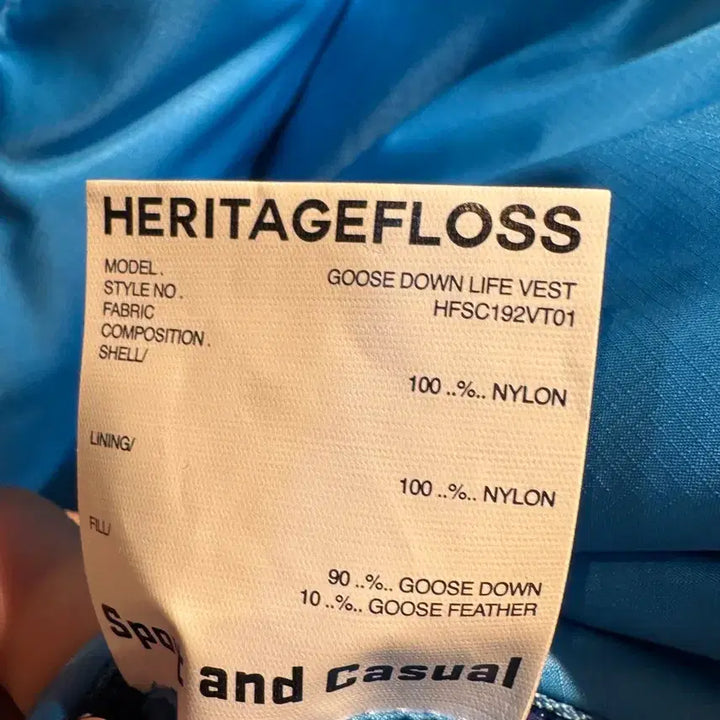 HERITAGEFLOSS
MODEL. GOOSE DOWN LIFE VEST
STYLE NO. HFSC192VT01
FABRIC
COMPOSITION.
SHELL/
100 ..%.. NYLON
LINING/
100 ..%.. NYLON
FILL/
90 ..%.. GOOSE DOWN
10 ..%.. GOOSE FEATHER
Sport and Casual